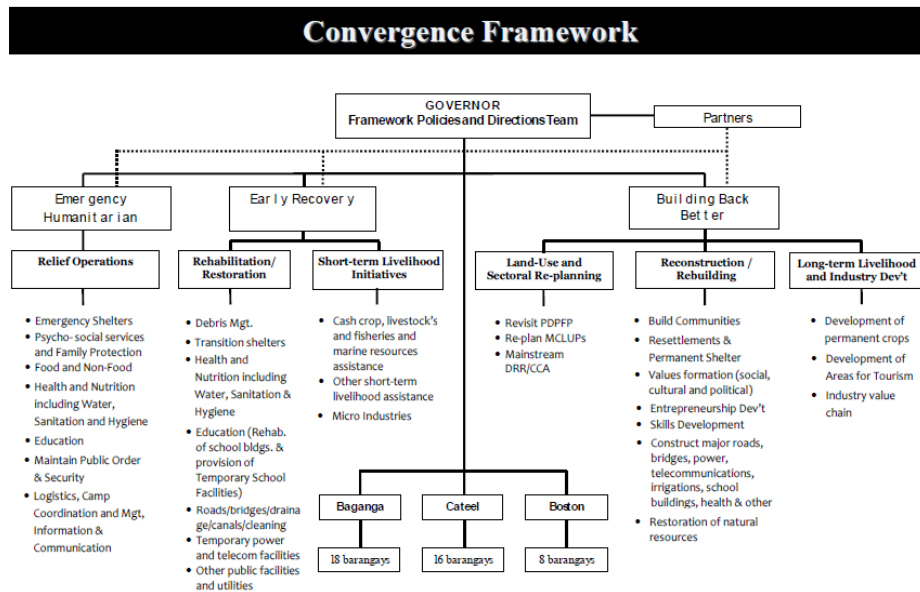 Convergence Framework
GOVERNOR
Framework Policies and Directions Team
Partners
Emergency
Humanitarian
Early Recovery
Building Back
Better
Relief Operations
Rehabilitation/
Restoration
Short-term Livelihood
Initiatives
Land-Use and
Sectoral Re-planning
Reconstruction /
Rebuilding
Long-term Livelihood
and Industry Dev't
• Emergency Shelters
• Psycho- social services
and Family Protection
• Food and Non-Food
• Health and Nutrition
including Water,
Sanitation and Hygiene
• Education
• Maintain Public Order
& Security
• Logistics, Camp
Coordination and Mgt,
Information &
Communication
• Debris Mgt.
• Transition shelters
• Health and
Nutrition including
Water, Sanitation &
Hygiene
• Education (Rehab.
of school bldgs. &
provision of
Temporary School
Facilities)
• Roads/bridges/draina
ge/canals/cleaning
• Temporary power
and telecom facilities
• Other public facilities
and utilities
• Cash crop, livestock's
and fisheries and
marine resources
assistance
• Other short-term
livelihood assistance
• Micro Industries
• Revisit PDPFP
• Re-plan MCLUPs
• Mainstream
DRR/CCA
• Build Communities
• Resettlements &
Permanent Shelter
• Values formation (social,
cultural and political)
• Entrepreneurship Dev't
• Skills Development
• Construct major roads,
bridges, power,
telecommunications,
irrigations, school
buildings, health & other
• Restoration of natural
resources
• Development of
permanent crops
• Development of
Areas for Tourism
• Industry value
chain
Baganga
Cateel
Boston
18 barangays
16 barangays
8 barangays